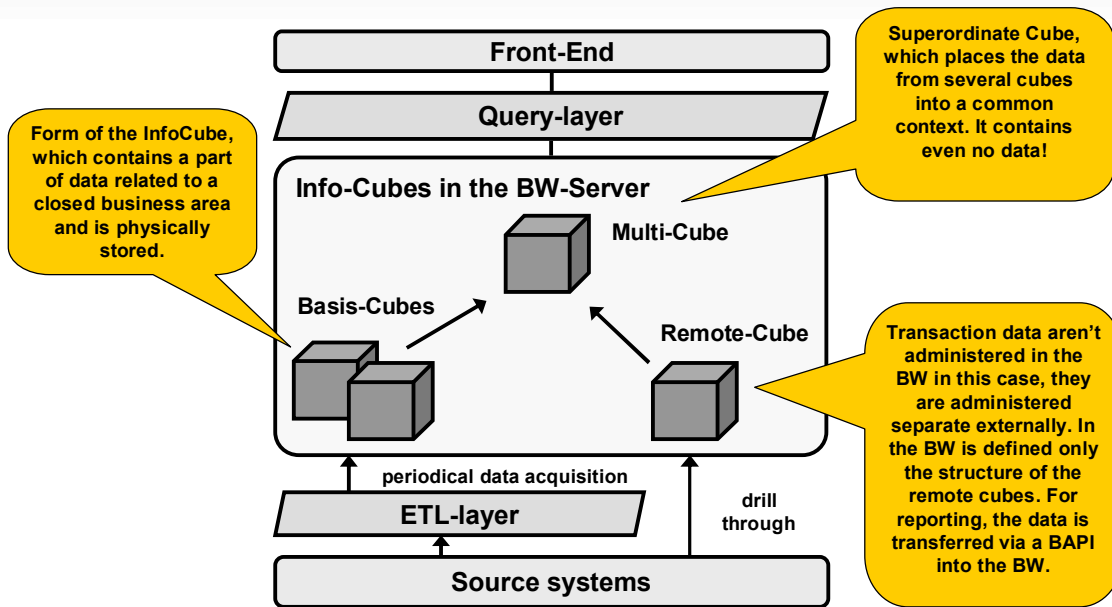 Front-End
Query-layer
Superordinate Cube,
which places the data
from several cubes
into a common
context. It contains
even no data!
Form of the InfoCube,
which contains a part
of data related to a
closed business area
and is physically
stored.
Info-Cubes in the BW-Server
Multi-Cube
Basis-Cubes
Remote-Cube
Transaction data aren’t
administered in the
BW in this case, they
are administered
separate externally. In
the BW is defined only
the structure of the
remote cubes. For
reporting, the data is
transferred via a BAPI
into the BW.
periodical data acquisition
ETL-layer
drill
through
Source systems